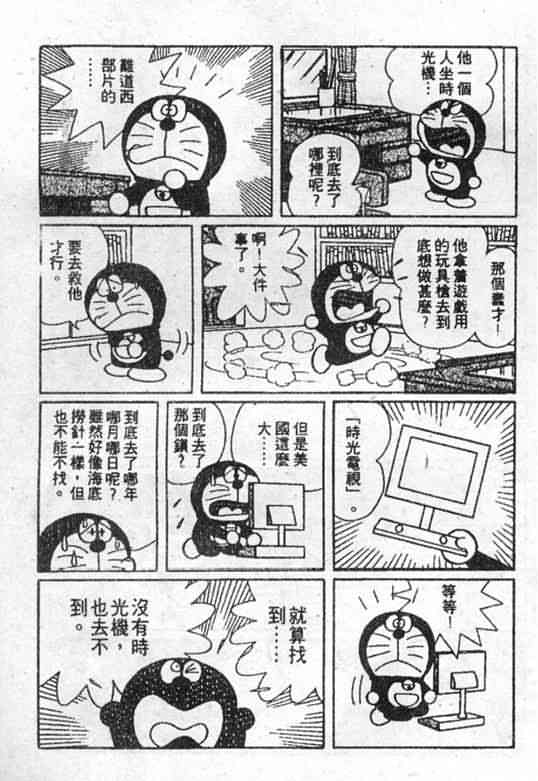 他一個
人坐時
光機…
到底去了
哪裡呢？
難道西
部片的
……
那個蠢才！
他拿着遊戲用
的玩具槍去到
底想做甚麼？
啊！大件
事了。
要去救他
才行。
「時光電視」。
但是美
國這麼
大……
到底去了
那個鎮？
到底去了哪年
哪月哪日呢？
雖然好像海底
撈針一樣，但
也不能不找。
等等！
就算找
到……
沒有時
光機，
也去不
到。